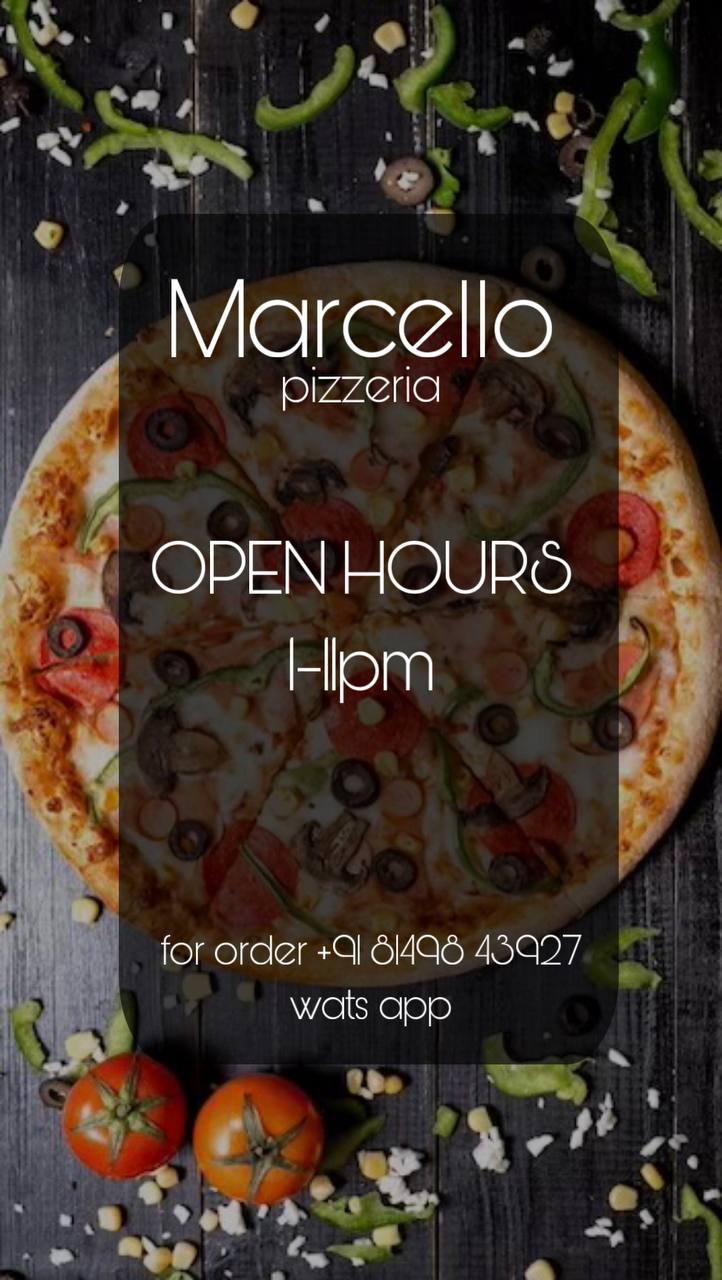 Marcello
pizzeria
OPEN HOURS
1-11pm
for order +91 81498 43927
wats app